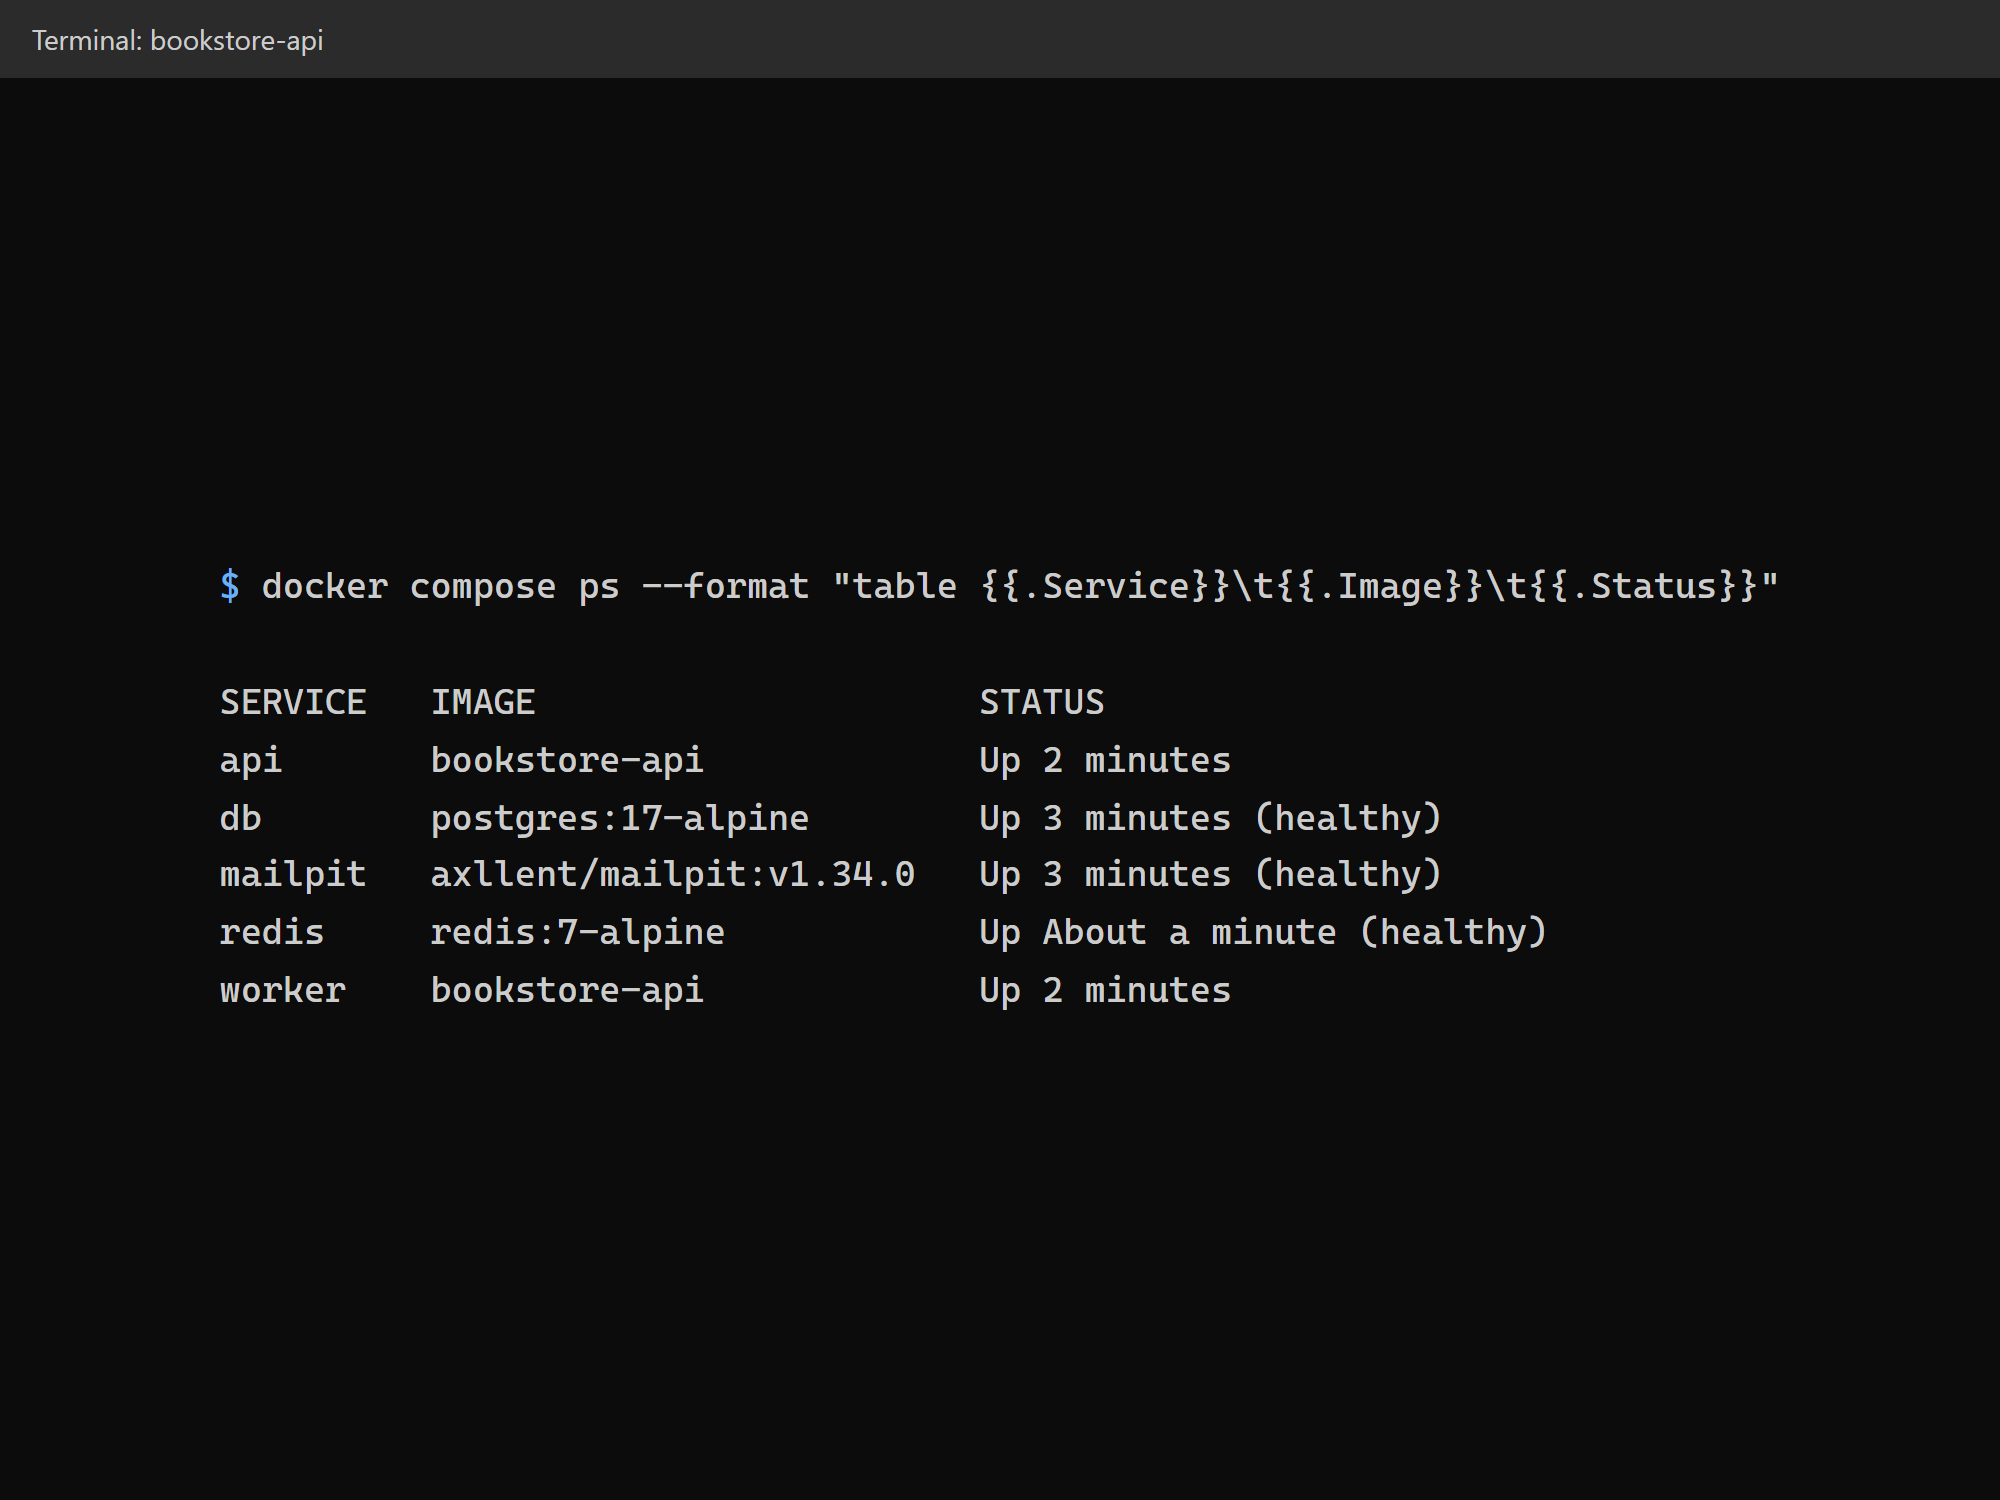 Terminal: bookstore-api
$ docker compose ps --format "table {{.Service}}\t{{.Image}}\t{{.Status}}"
SERVICE   IMAGE                     STATUS
api       bookstore-api             Up 2 minutes
db        postgres:17-alpine        Up 3 minutes (healthy)
mailpit   axllent/mailpit:v1.34.0   Up 3 minutes (healthy)
redis     redis:7-alpine            Up About a minute (healthy)
worker    bookstore-api             Up 2 minutes